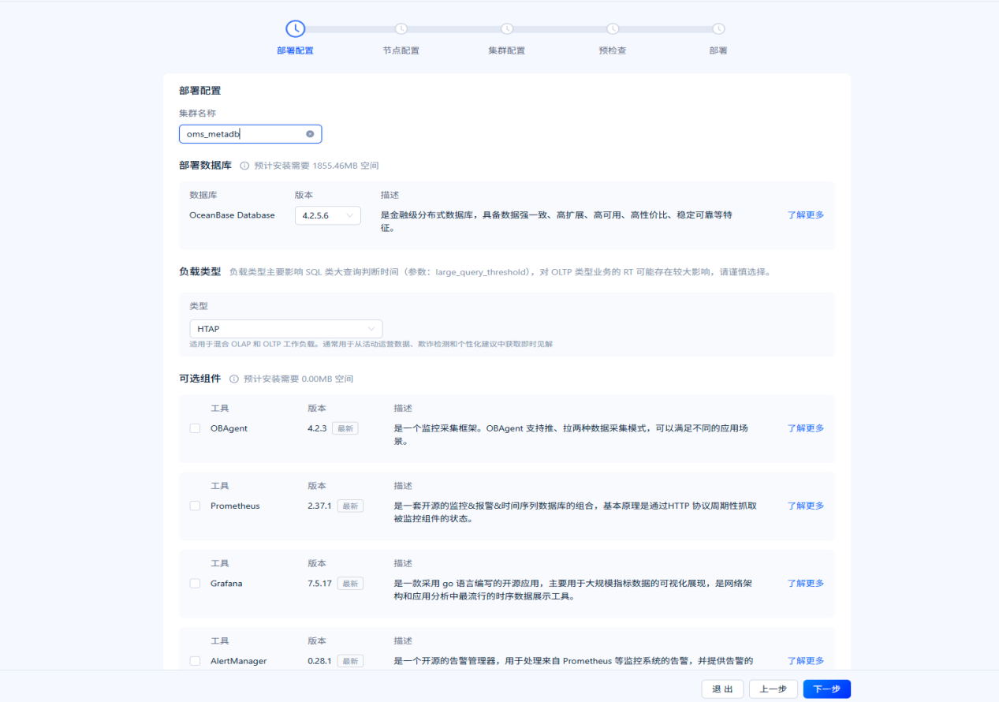 部署配置 节点配置 集群配置 预检查 部署
部署配置
集群名称
oms_metadb
部署数据库 预计安装需要 1855.46MB 空间
数据库 版本 描述
OceanBase Database 4.2.5.6 是金融级分布式数据库，具备数据强一致、高扩展、高可用、高性价比、稳定可靠等特 了解更多
征。
负载类型 负载类型主要影响 SQL 类大查询判断时间（参数：large_query_threshold），对 OLTP 类型业务的 RT 可能存在较大影响，请谨慎选择。
类型
HTAP
适用于混合 OLAP 和 OLTP 工作负载。通常用于从活动运营数据、欺诈检测和个性化建议中获取即时见解
可选组件 预计安装需要 0.00MB 空间
工具 版本 描述
OBAgent 4.2.3 最新 是一个监控采集框架。OBAgent 支持推、拉两种数据采集模式，可以满足不同的应用场 了解更多
景。
工具 版本 描述
Prometheus 2.37.1 最新 是一套开源的监控&报警&时间序列数据库的组合，基本原理是通过HTTP 协议周期性抓取 了解更多
被监控组件的状态。
工具 版本 描述
Grafana 7.5.17 最新 是一款采用 go 语言编写的开源应用，主要用于大规模指标数据的可视化展现，是网络架 了解更多
构和应用分析中最流行的时序数据展示工具。
工具 版本 描述
AlertManager 0.28.1 最新 是一个开源的告警管理器，用于处理来自 Prometheus 等监控系统的告警，并提供告警的 了解更多
退 出 上一步 下一步